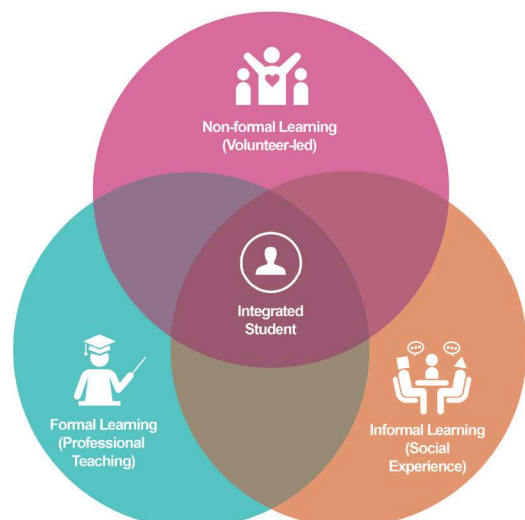 Non-formal Learning
(Volunteer-led)
Integrated
Student
Formal Learning
(Professional
Teaching)
Informal Learning
(Social
Experience)